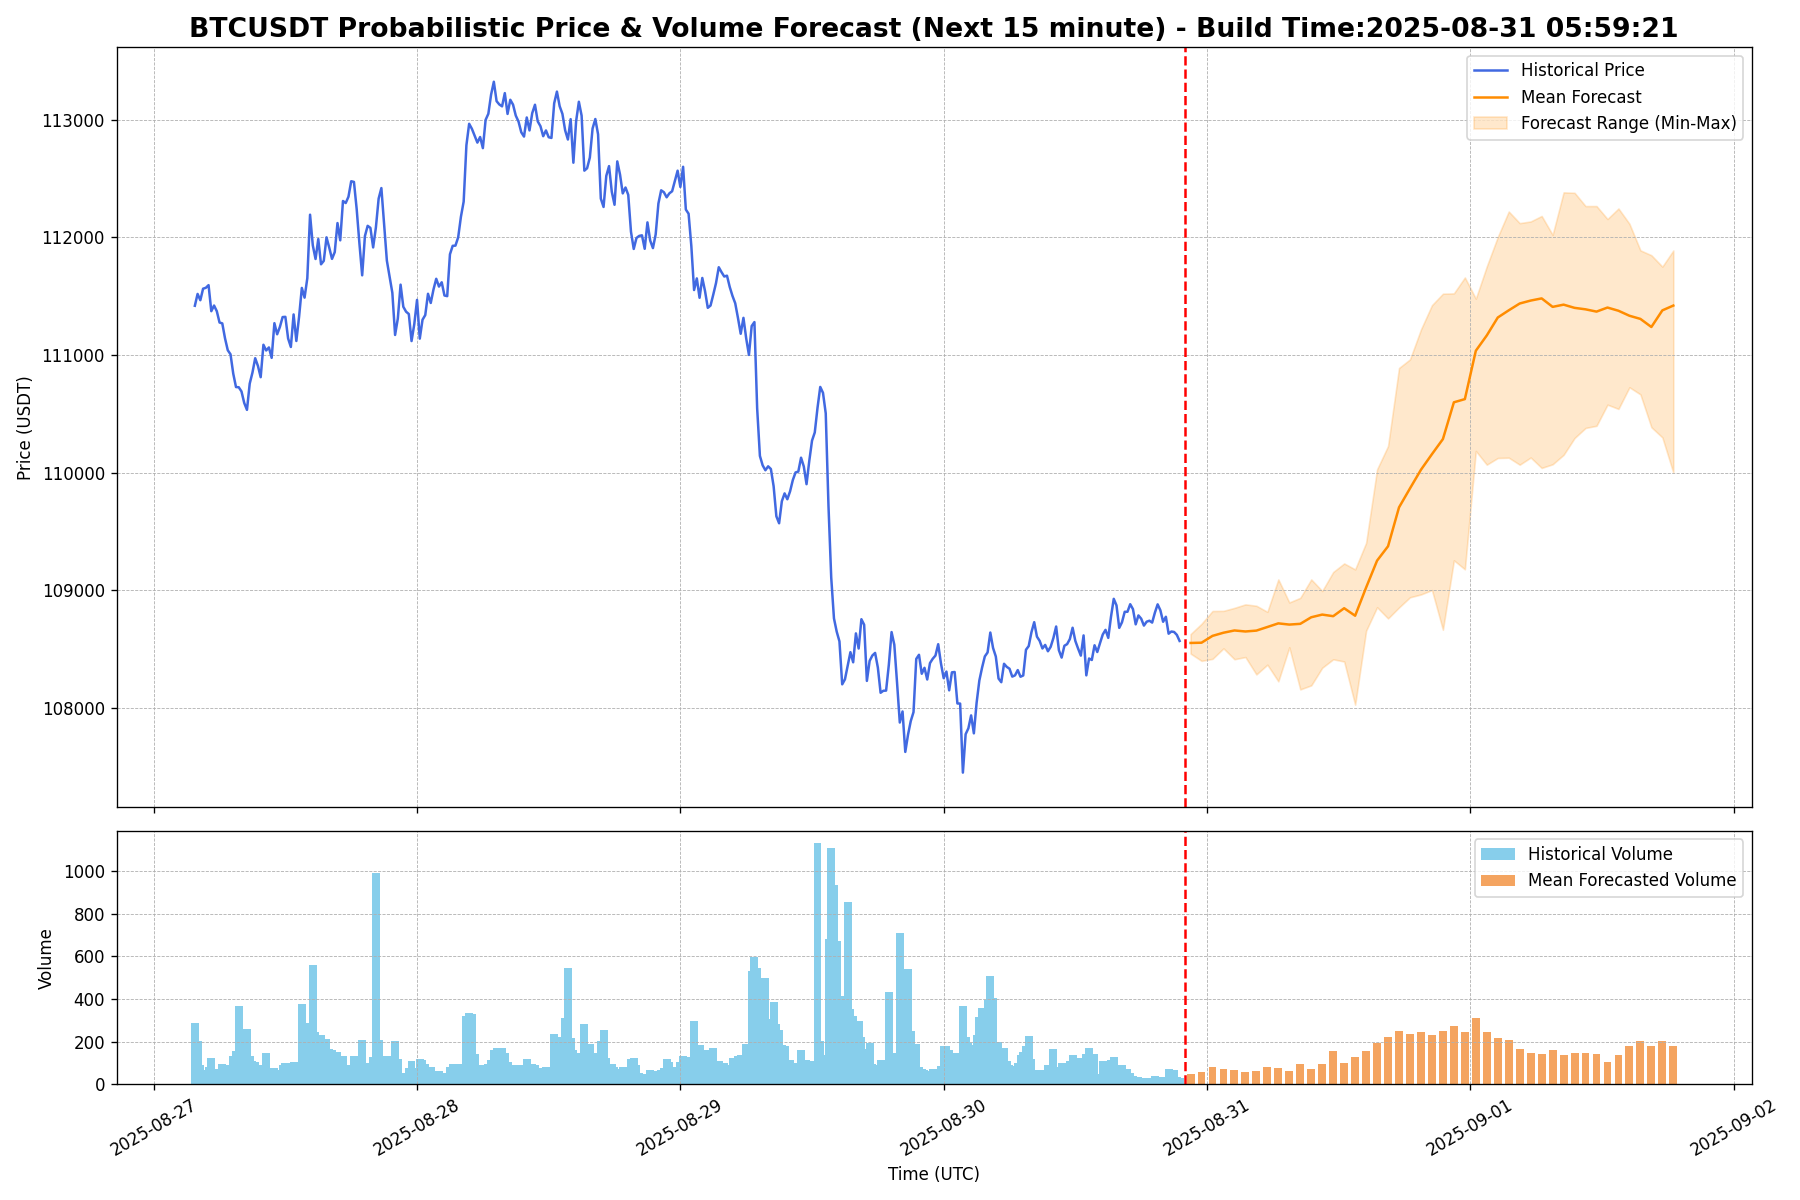 BTCUSDT Probabilistic Price & Volume Forecast (Next 15 minute) - Build Time:2025-08-31 05:59:21
Historical Price
Mean Forecast
Forecast Range (Min-Max)
113000
112000
111000
110000
109000
108000
Price (USDT)
Historical Volume
Mean Forecasted Volume
1000
800
600
400
200
0
Volume
2025-08-27
2025-08-28
2025-08-29
2025-08-30
2025-08-31
2025-09-01
2025-09-02
Time (UTC)